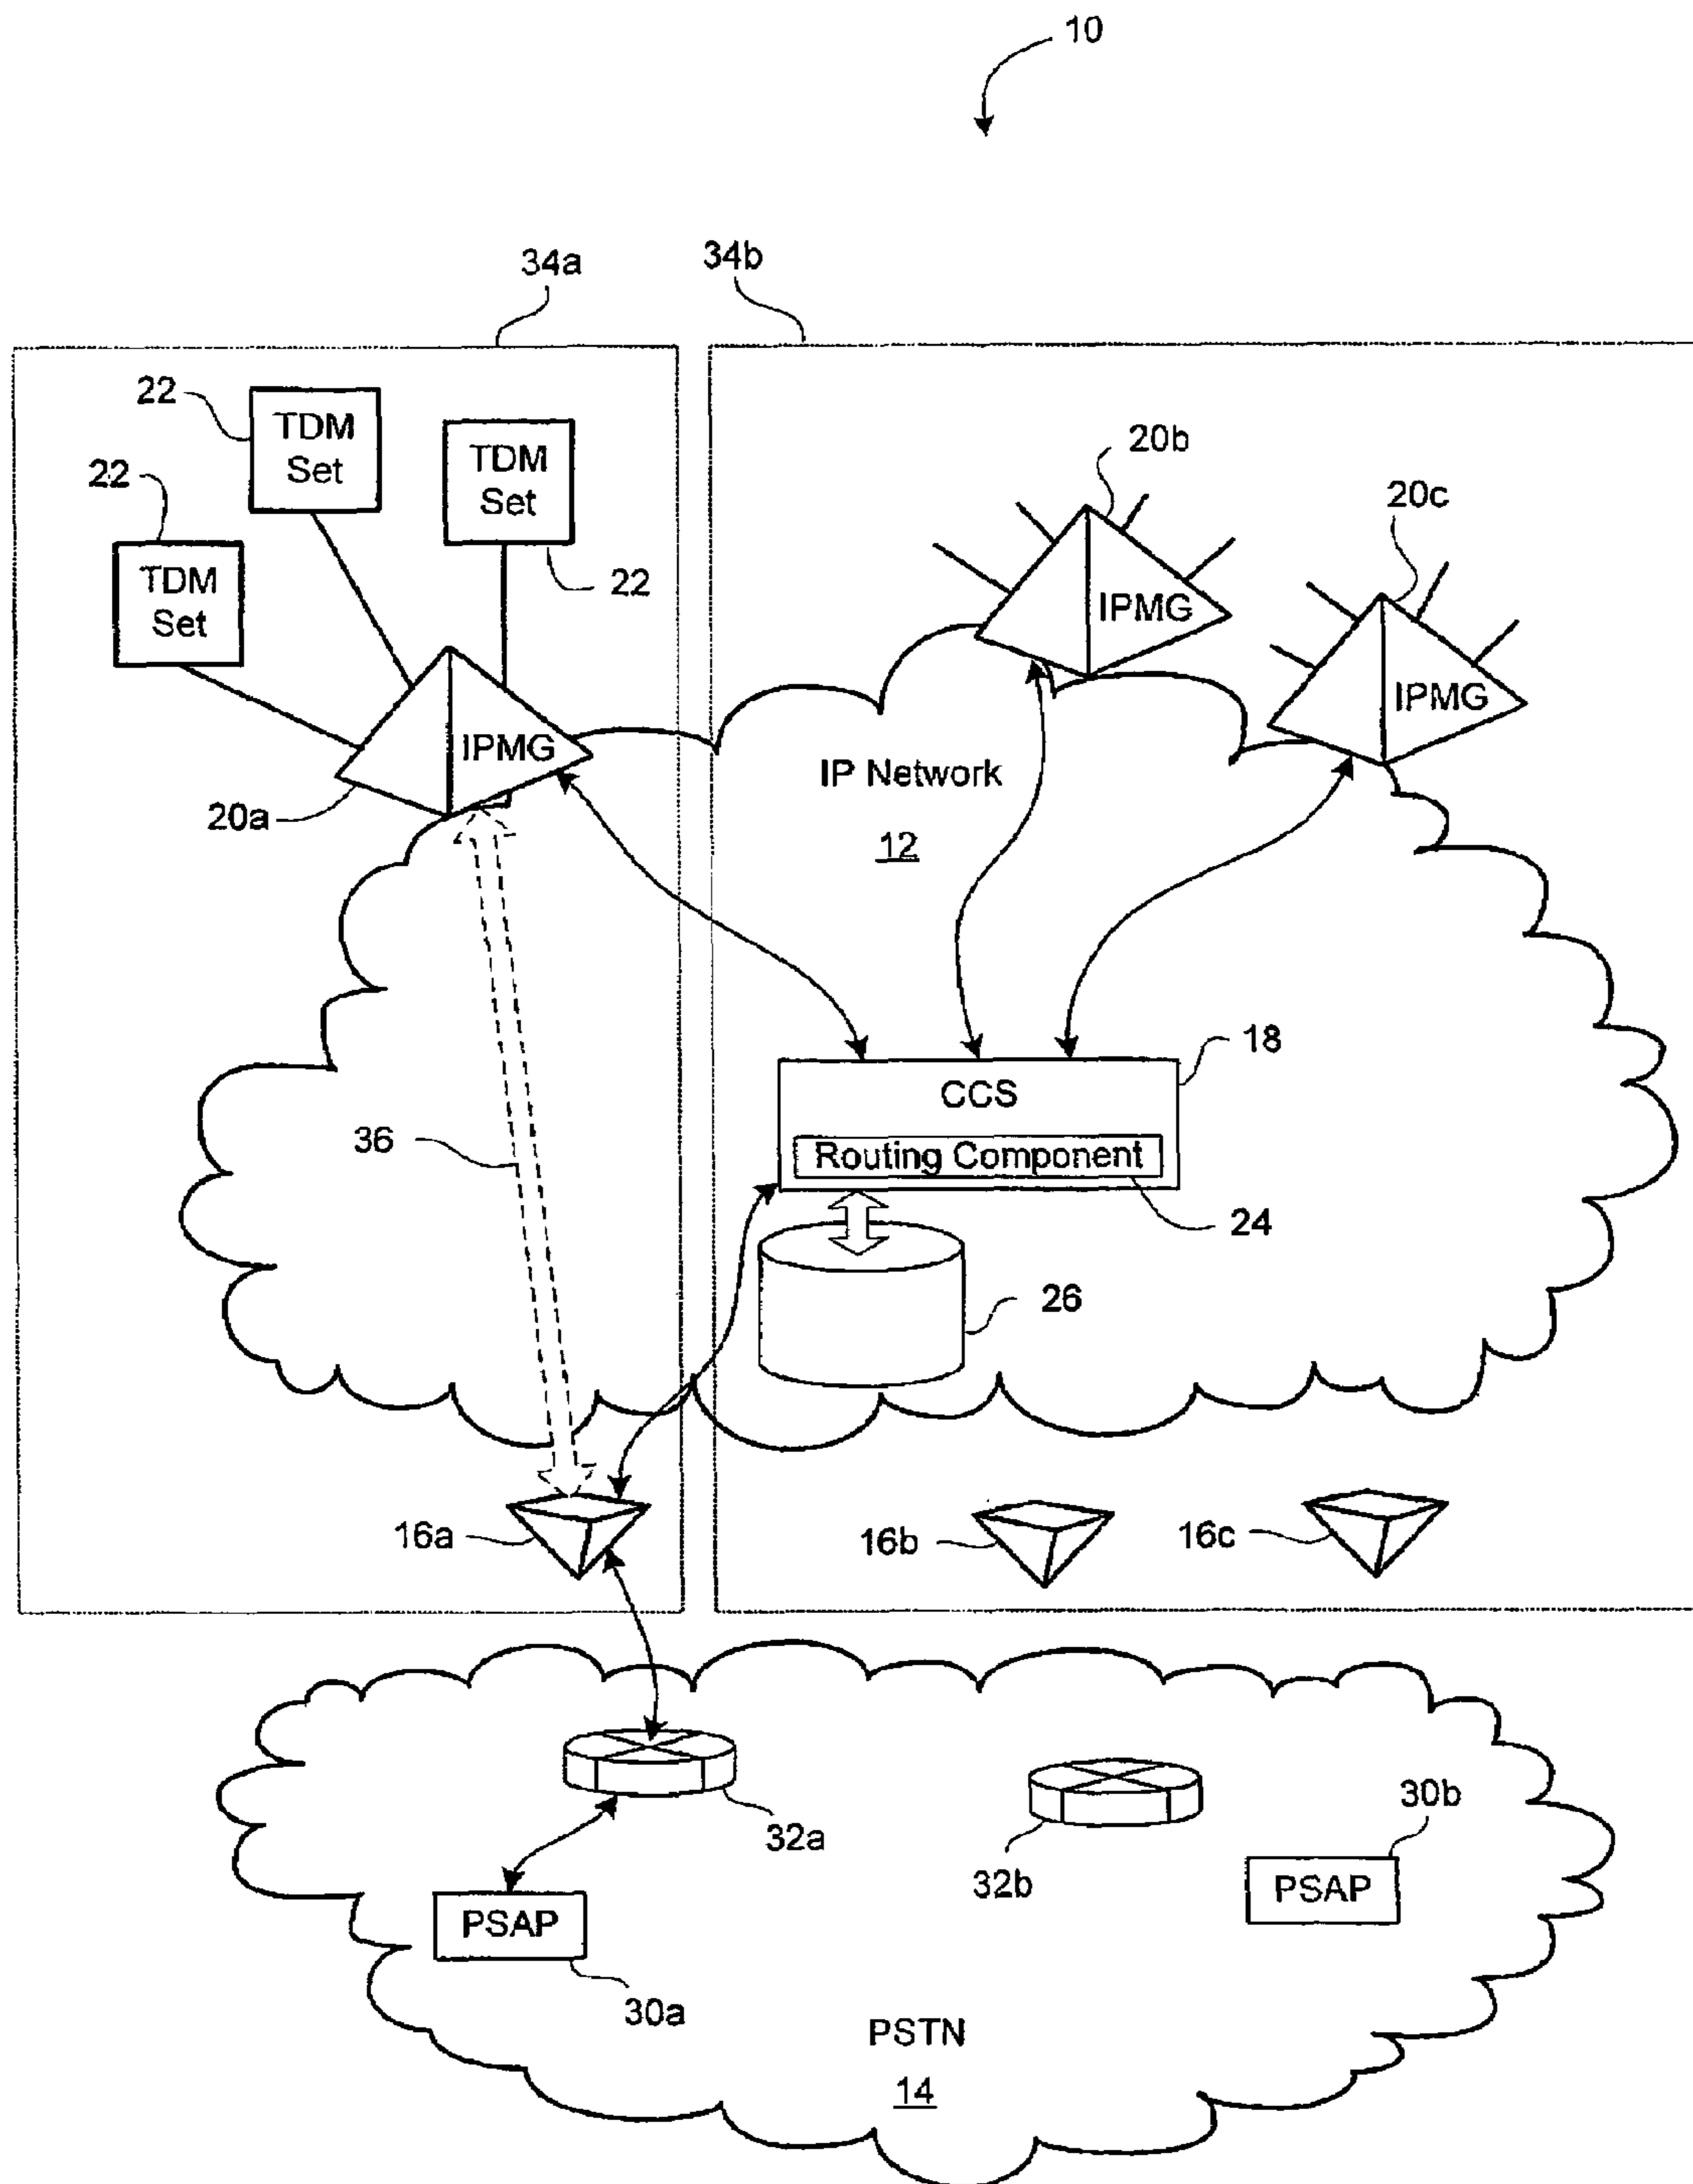 10
34a
34b
22
TDM
Set
TDM
Set
20b
22
20c
TDM
Set
22
IPMG
IPMG
IPMG
20a
IP Network
12
18
CCS
36
Routing Component
24
26
16a
16b
16c
32a
30b
32b
PSAP
PSAP
30a
PSTN
14